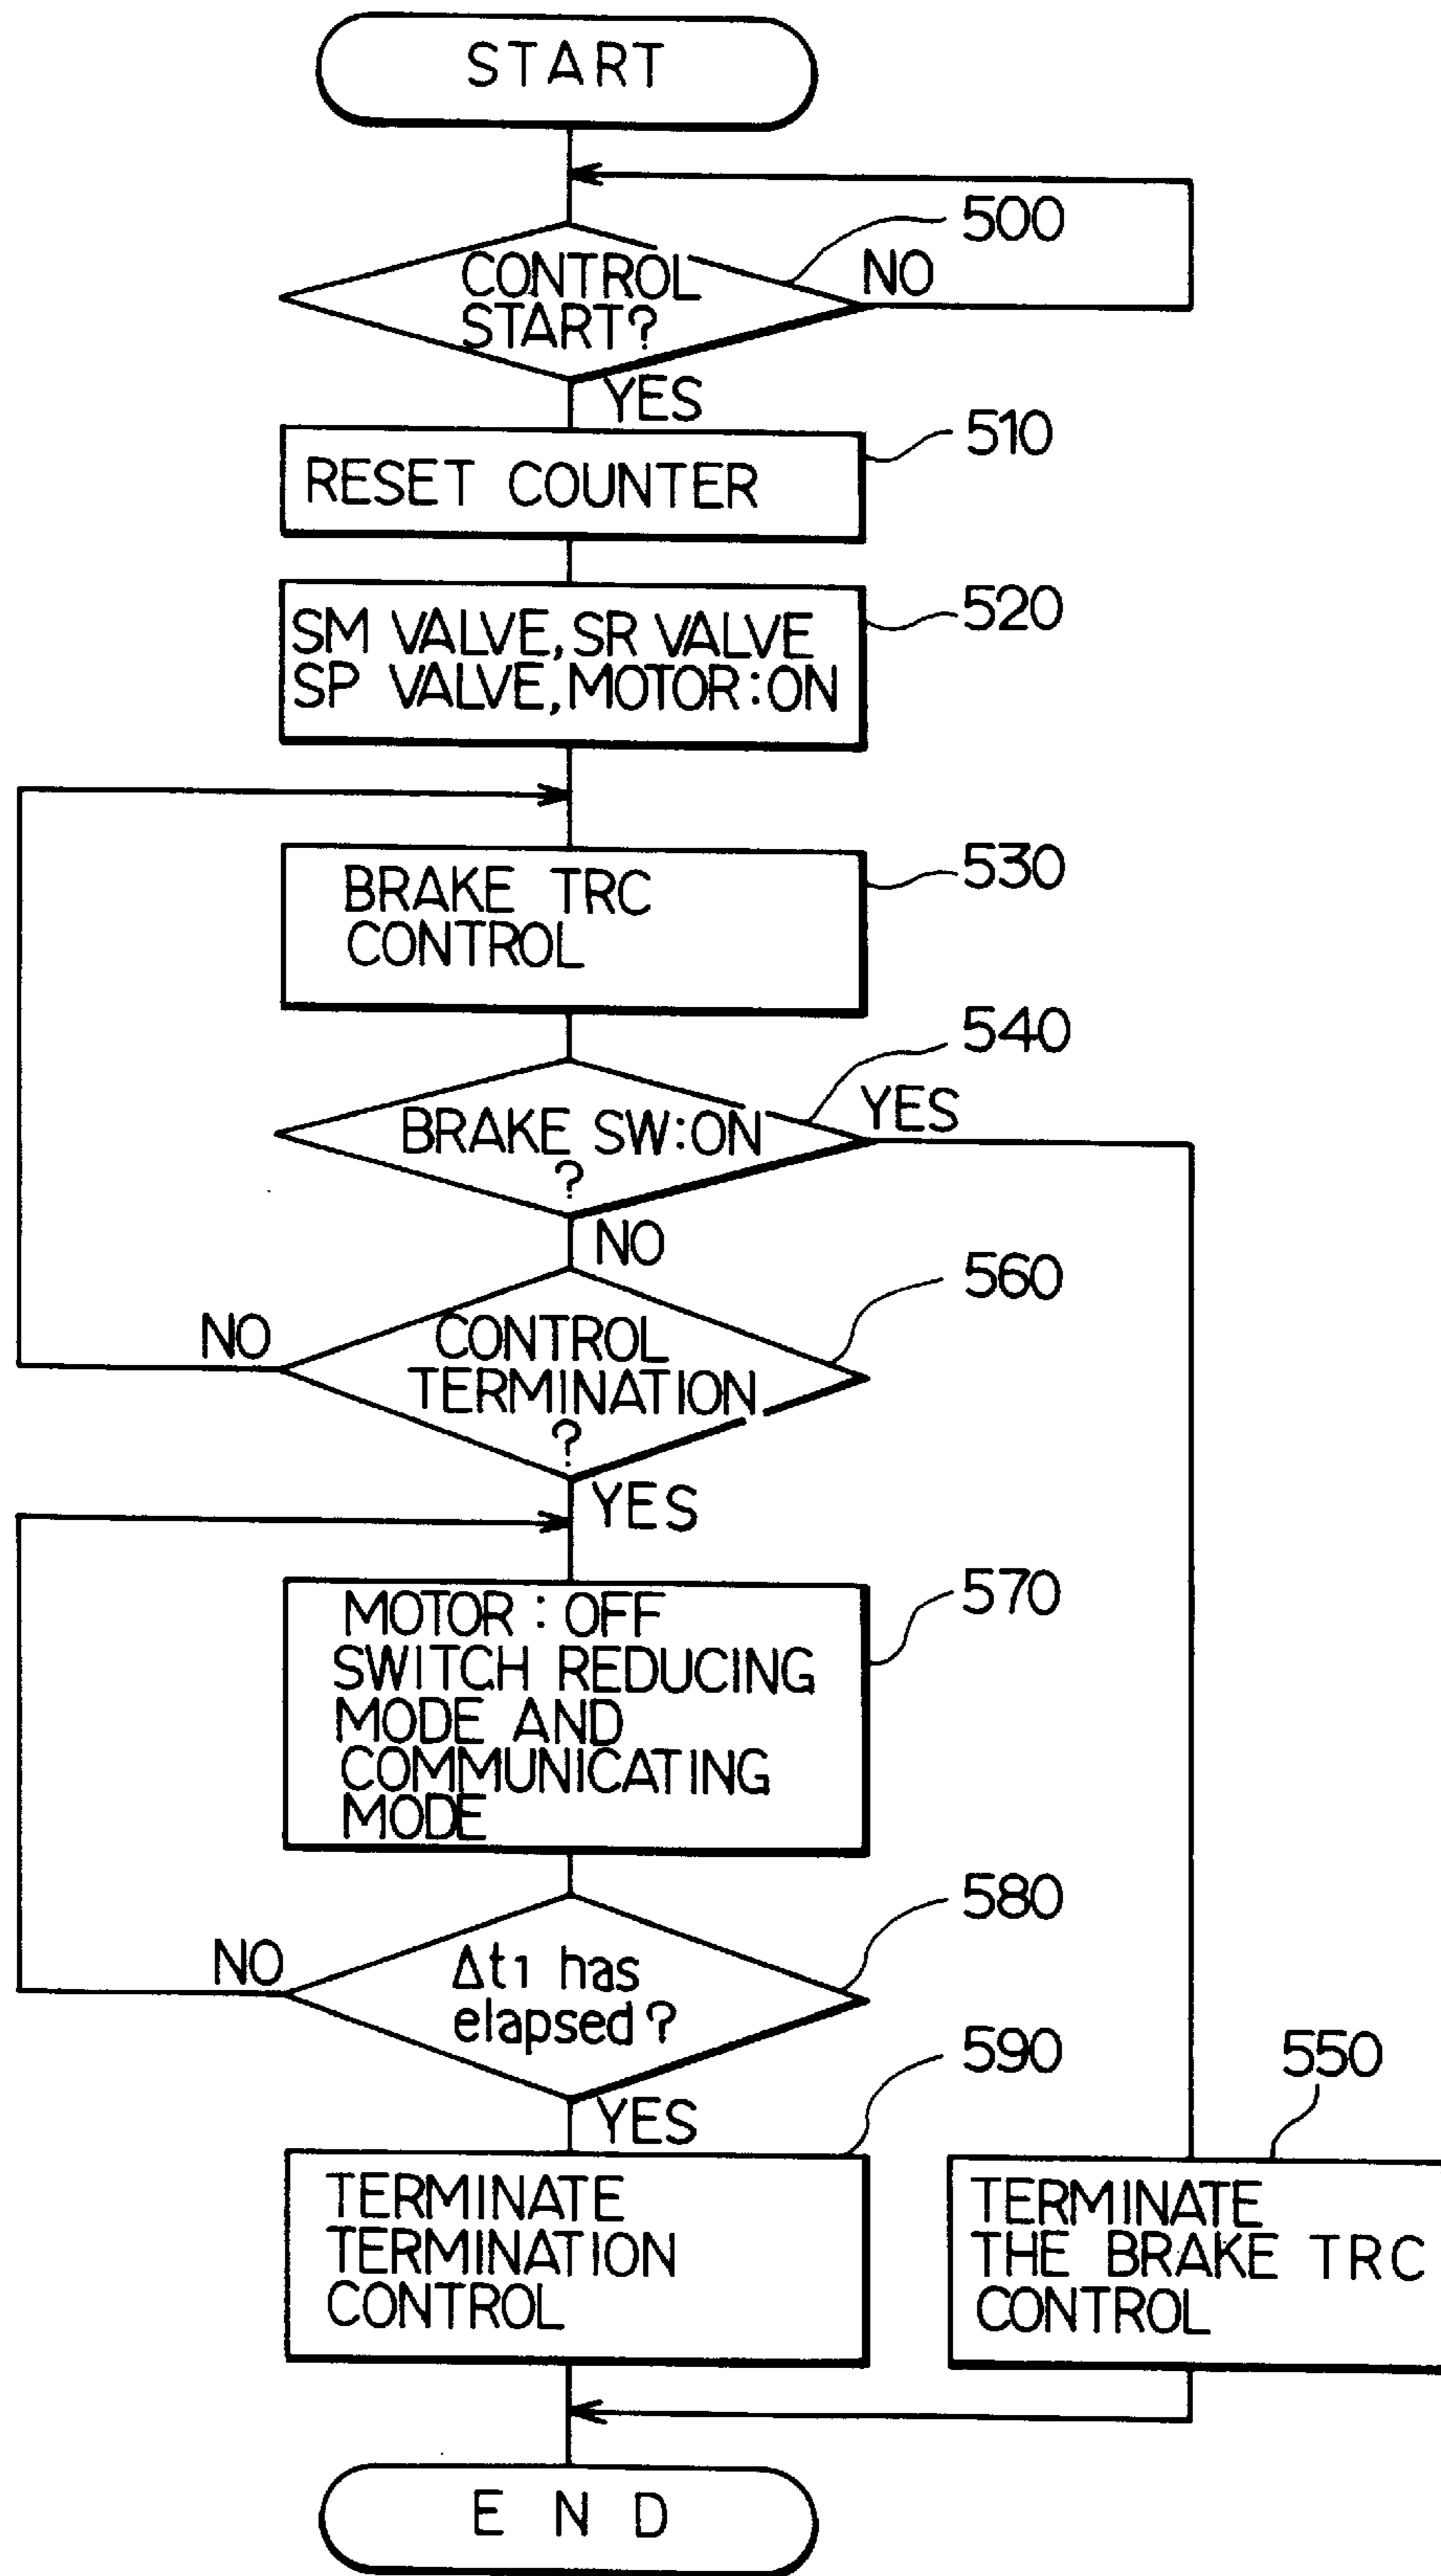 START
500
CONTROL
START?
NO
YES
510
RESET COUNTER
520
SM VALVE, SR VALVE
SP VALVE, MOTOR:ON
530
BRAKE TRC
CONTROL
540
BRAKE SW:ON
?
YES
NO
560
CONTROL
TERMINATION
?
NO
YES
570
MOTOR : OFF
SWITCH REDUCING
MODE AND
COMMUNICATING
MODE
580
Δt1 has
elapsed?
NO
YES
590
TERMINATE
TERMINATION
CONTROL
550
TERMINATE
THE BRAKE TRC
CONTROL
END